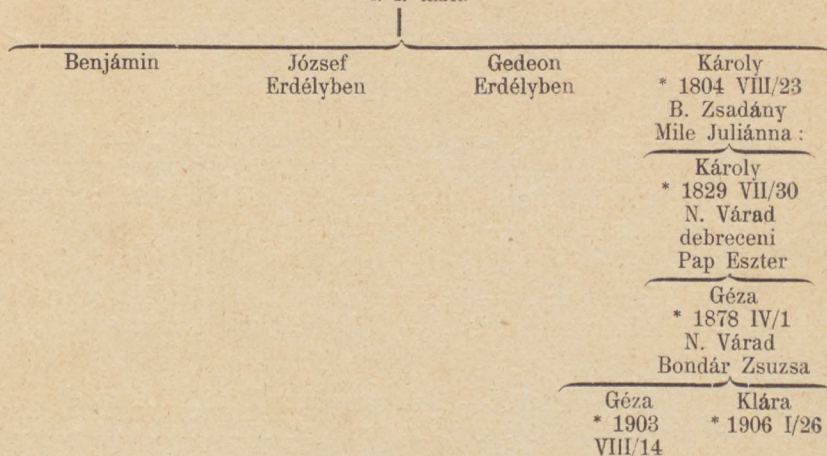 Benjámin József Gedeon Károly
Erdélyben Erdélyben * 1804 VIII/23
B. Zsadány
Mile Juliánna :
Károly
* 1829 VII/30
N. Várad
debreceni
Pap Eszter
Géza
* 1878 IV/1
N. Várad
Bondár Zsuzsa
Géza Klára
* 1903 * 1906 I/26
VIII/14